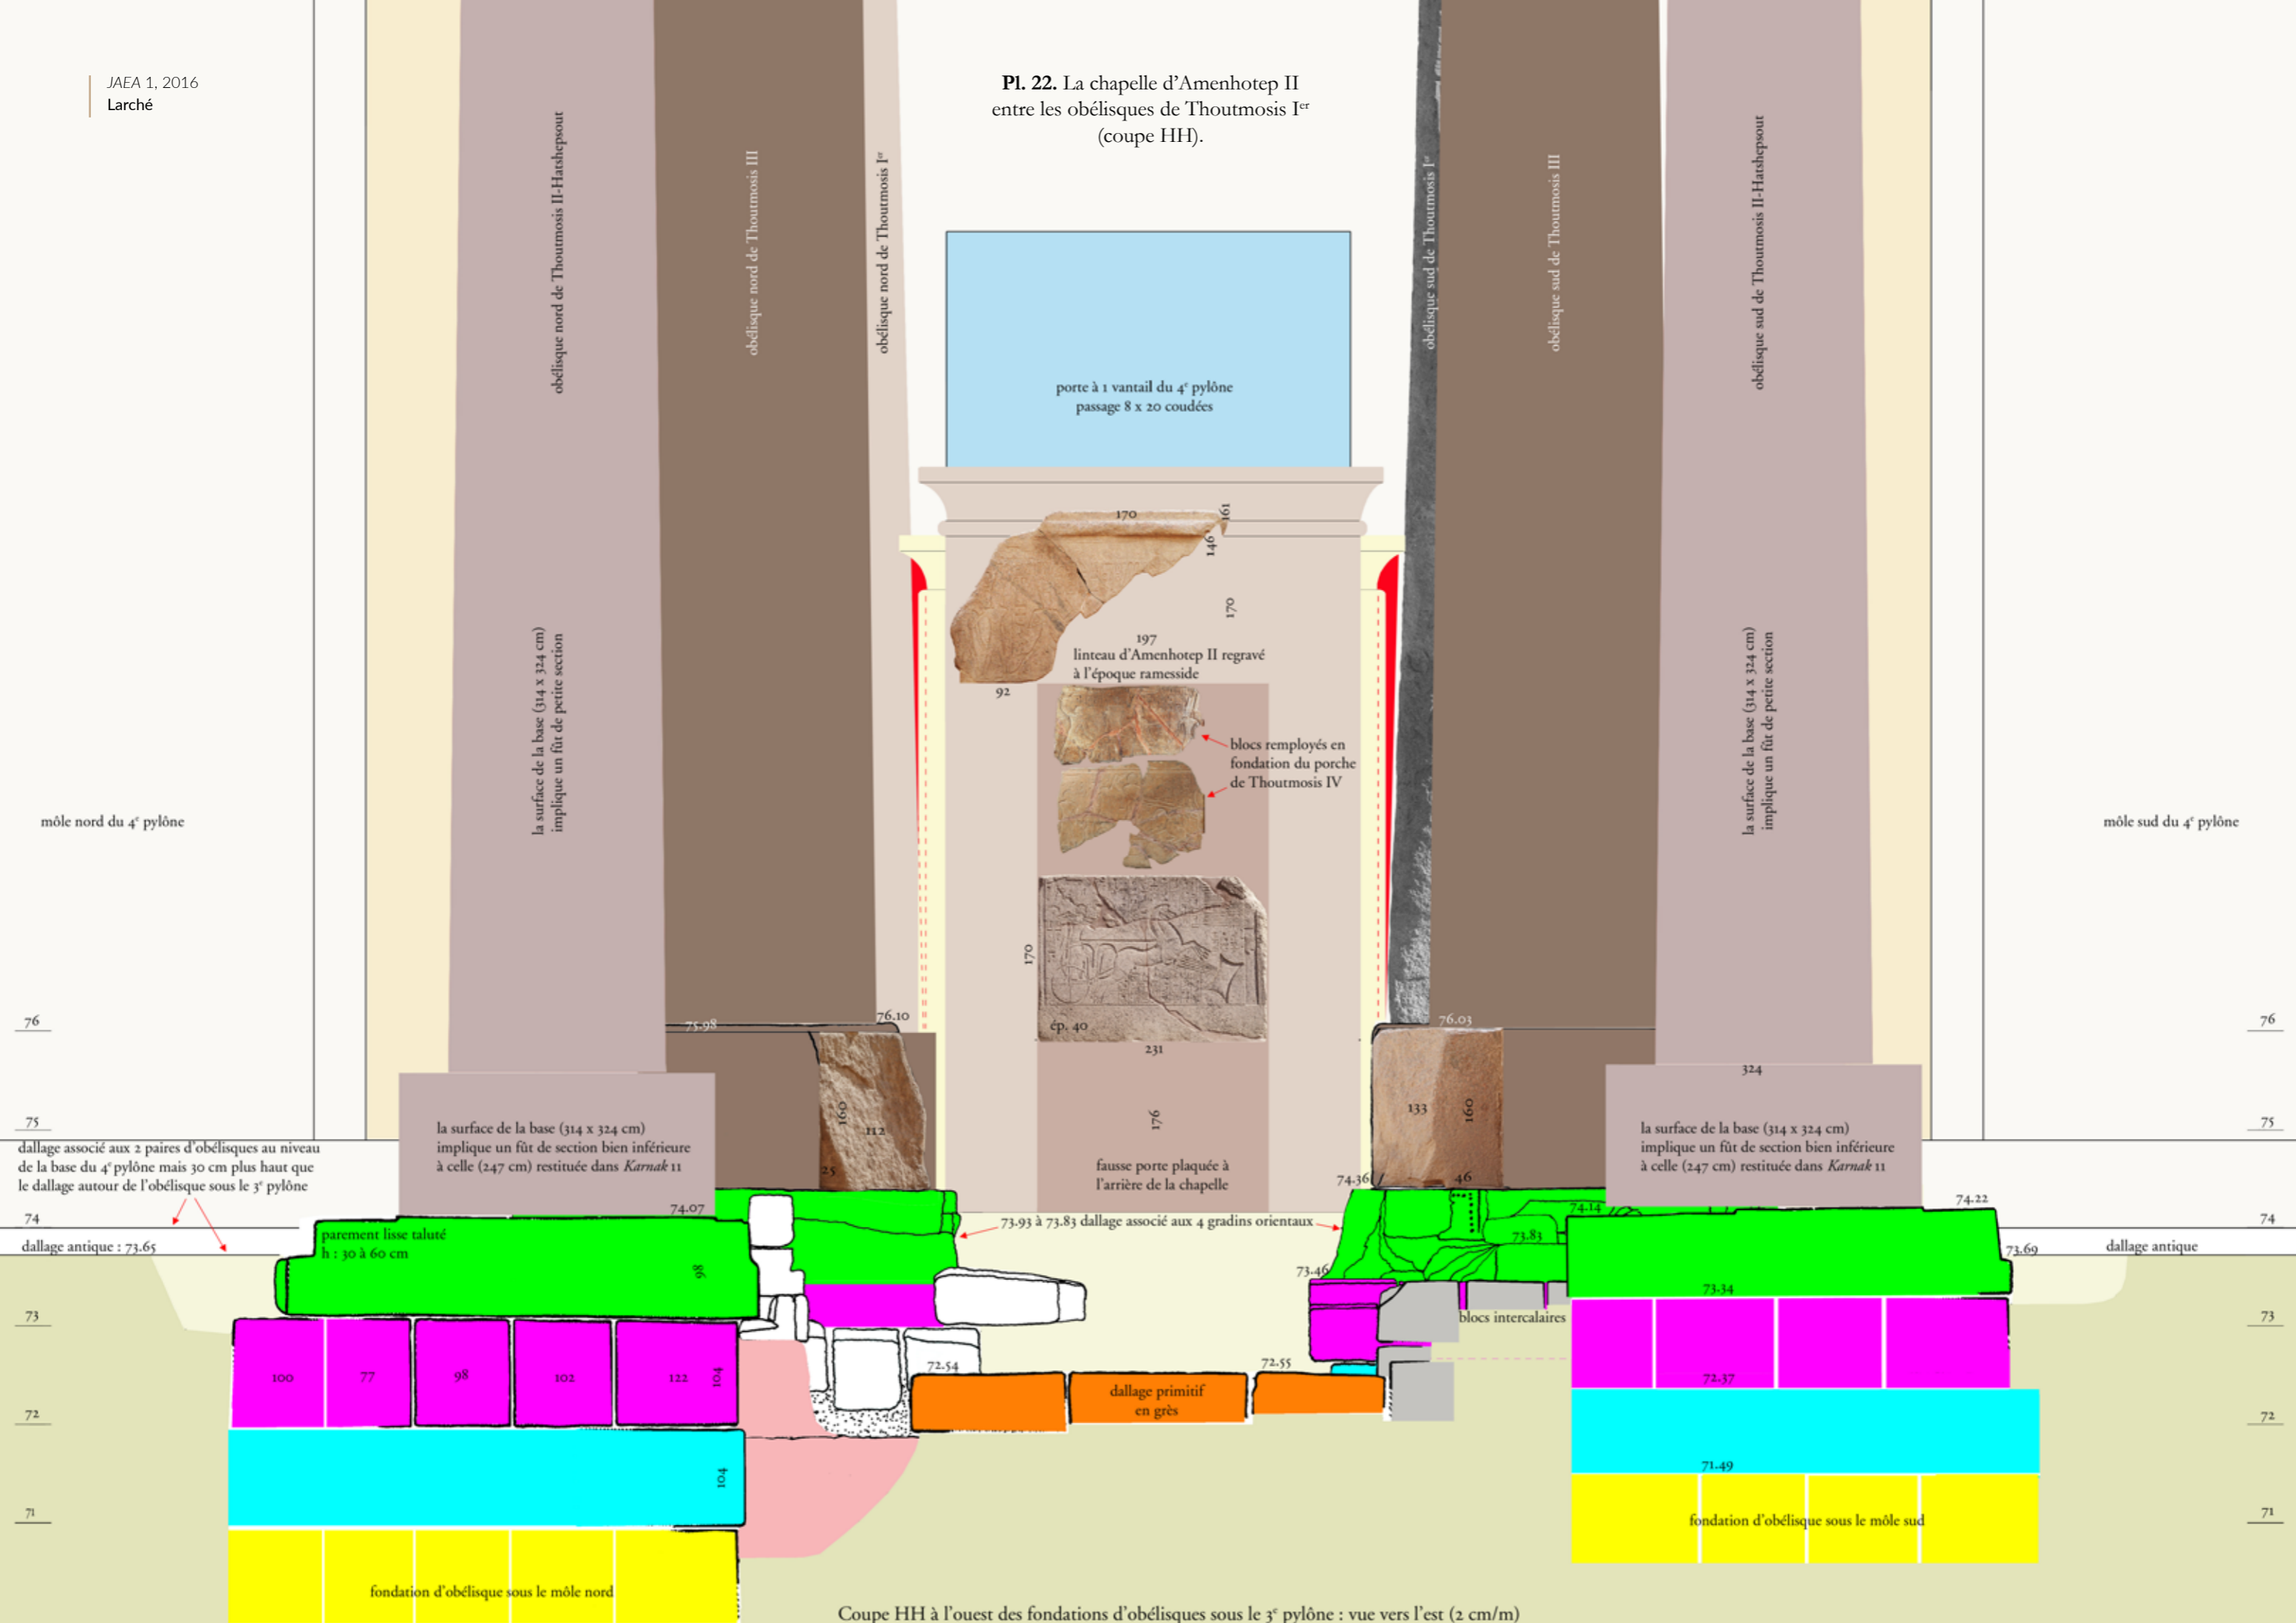 JAEA 1, 2016
Larché
Pl. 22. La chapelle d'Amenhotep II
entre les obélisques de Thoutmosis Ier
(coupe HH).
obélisque nord de Thoutmosis II-Hatshepsout
obélisque nord de Thoutmosis III
obélisque nord de Thoutmosis Ier
obélisque sud de Thoutmosis Ier
obélisque sud de Thoutmosis III
obélisque sud de Thoutmosis II-Hatshepsout
porte à 1 vantail du 4e pylône
passage 8 x 20 coudées
170
161
146
170
197
linteau d'Amenhotep II regravé
à l'époque ramesside
92
blocs remployés en
fondation du porche
de Thoutmosis IV
la surface de la base (314 x 324 cm)
implique un fût de petite section
la surface de la base (314 x 324 cm)
implique un fût de petite section
môle nord du 4e pylône
môle sud du 4e pylône
170
ép. 40
231
76
75.98
76.10
76.03
76
324
160
112
25
133
160
46
176
75
75
dallage associé aux 2 paires d'obélisques au niveau
de la base du 4e pylône mais 30 cm plus haut que
le dallage autour de l'obélisque sous le 3e pylône
la surface de la base (314 x 324 cm)
implique un fût de section bien inférieure
à celle (247 cm) restituée dans Karnak 11
fausse porte plaquée à
l'arrière de la chapelle
la surface de la base (314 x 324 cm)
implique un fût de section bien inférieure
à celle (247 cm) restituée dans Karnak 11
74.36
74.07
74.14
74.22
74
73.93 à 73.83 dallage associé aux 4 gradins orientaux
74
parement lisse taluté
h : 30 à 60 cm
73.83
dallage antique : 73.65
73.69
dallage antique
98
73.46
73.34
73
blocs intercalaires
73
72.54
72.55
100
77
98
102
122
104
72.37
dallage primitif
en grès
72
72
104
71.49
71
fondation d'obélisque sous le môle sud
71
fondation d'obélisque sous le môle nord
Coupe HH à l'ouest des fondations d'obélisques sous le 3e pylône : vue vers l'est (2 cm/m)